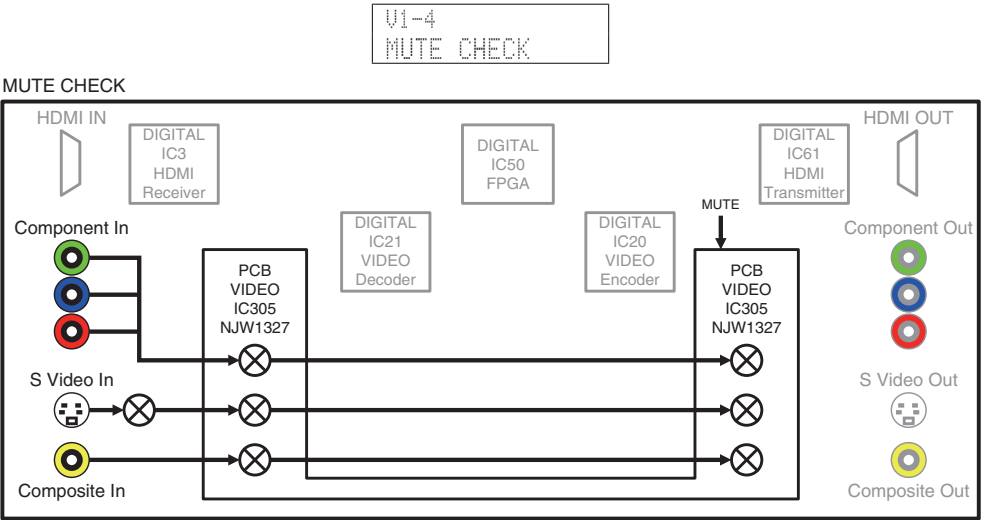 V1-4
MUTE CHECK
MUTE CHECK
HDMI IN
DIGITAL
IC3
HDMI
Receiver
DIGITAL
IC50
FPGA
DIGITAL
IC61
HDMI
Transmitter
HDMI OUT
MUTE
Component In
DIGITAL
IC21
VIDEO
Decoder
DIGITAL
IC20
VIDEO
Encoder
Component Out
PCB
VIDEO
IC305
NJW1327
PCB
VIDEO
IC305
NJW1327
S Video In
S Video Out
Composite In
Composite Out